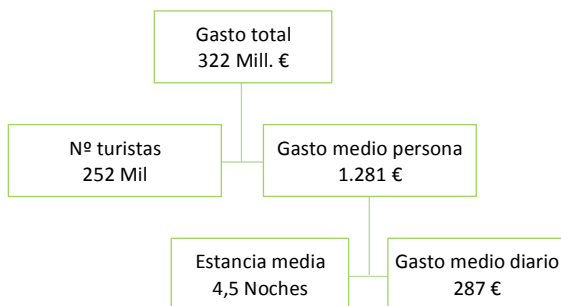 Gasto total
322 Mill. €
Nº turistas
252 Mil
Gasto medio persona
1.281 €
Estancia media
4,5 Noches
Gasto medio diario
287 €